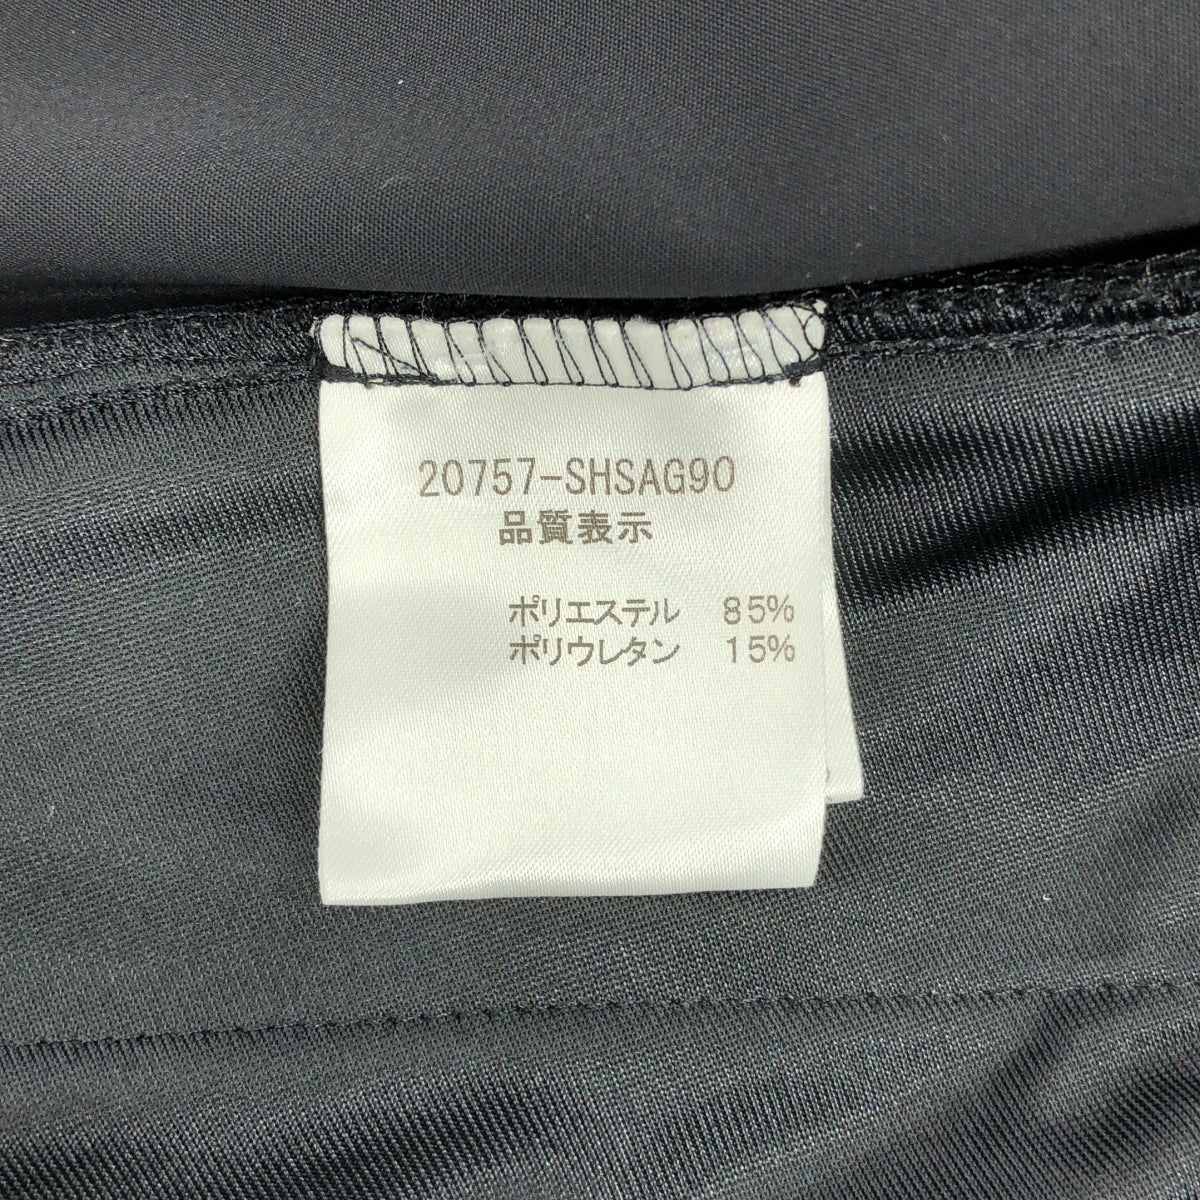 20757-SHSAG90
品質表示
ポリエステル 85%
ポリウレタン 15%